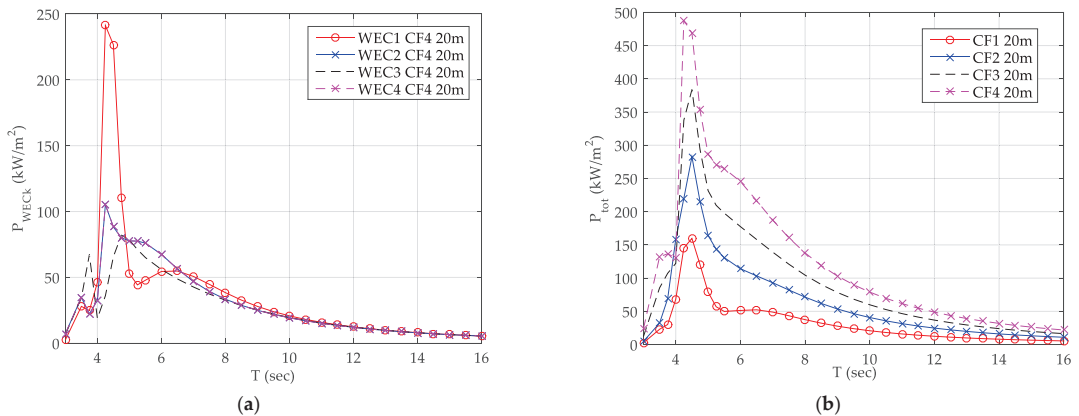 250
200
150
100
50
0
P_WECk (kW/m²)
4
6
8
10
12
14
16
T (sec)
WEC1 CF4 20m
WEC2 CF4 20m
WEC3 CF4 20m
WEC4 CF4 20m
(a)
500
450
400
350
300
250
200
150
100
50
0
P_tot (kW/m²)
4
6
8
10
12
14
16
T (sec)
CF1 20m
CF2 20m
CF3 20m
CF4 20m
(b)